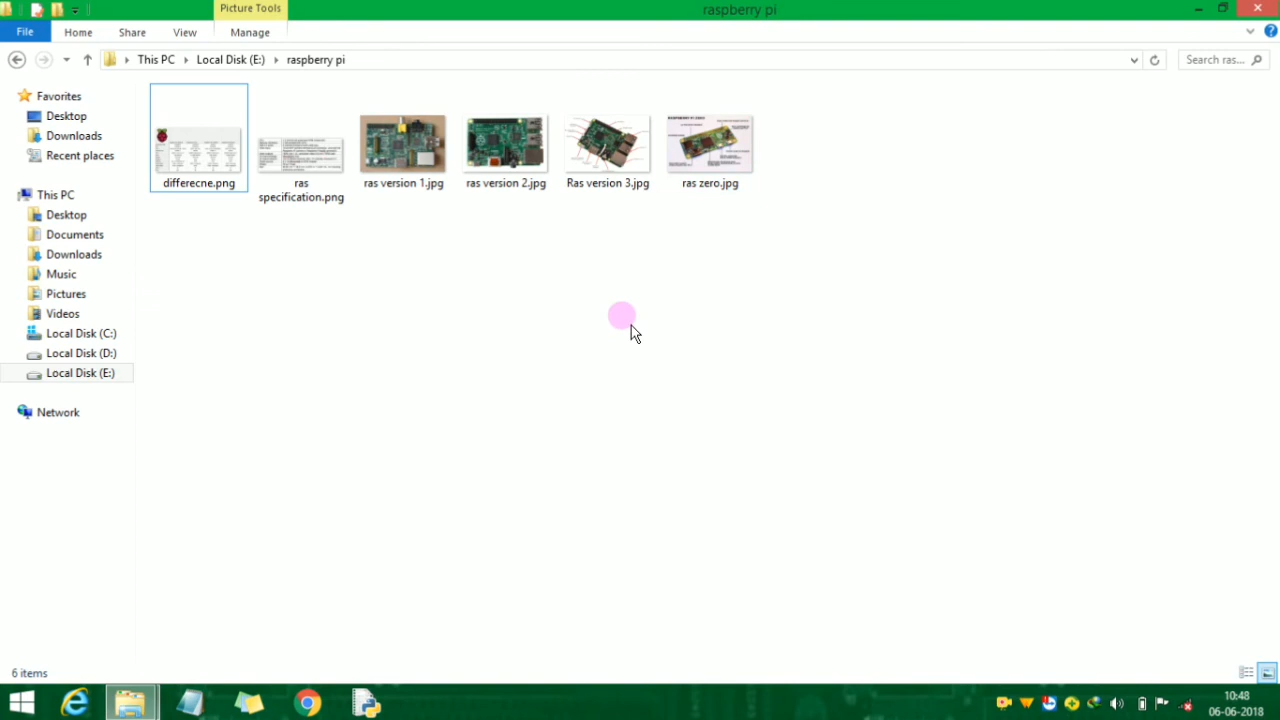 Picture Tools
raspberry pi
File
Home
Share
View
Manage
This PC
Local Disk (E:)
raspberry pi
Search ras...
Favorites
Desktop
Downloads
Recent places
This PC
Desktop
Documents
Downloads
Music
Pictures
Videos
Local Disk (C:)
Local Disk (D:)
Local Disk (E:)
Network
differecne.png
ras
specification.png
ras version 1.jpg
ras version 2.jpg
Ras version 3.jpg
RASPBERRY PI ZERO
ras zero.jpg
6 items
10:48
06-06-2018